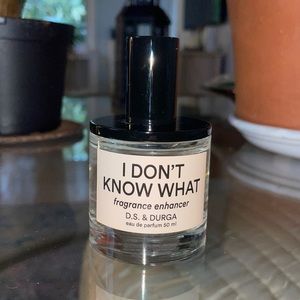 I DON'T
KNOW WHAT
fragrance enhancer
D.S. & DURGA
eau de parfum 50 ml